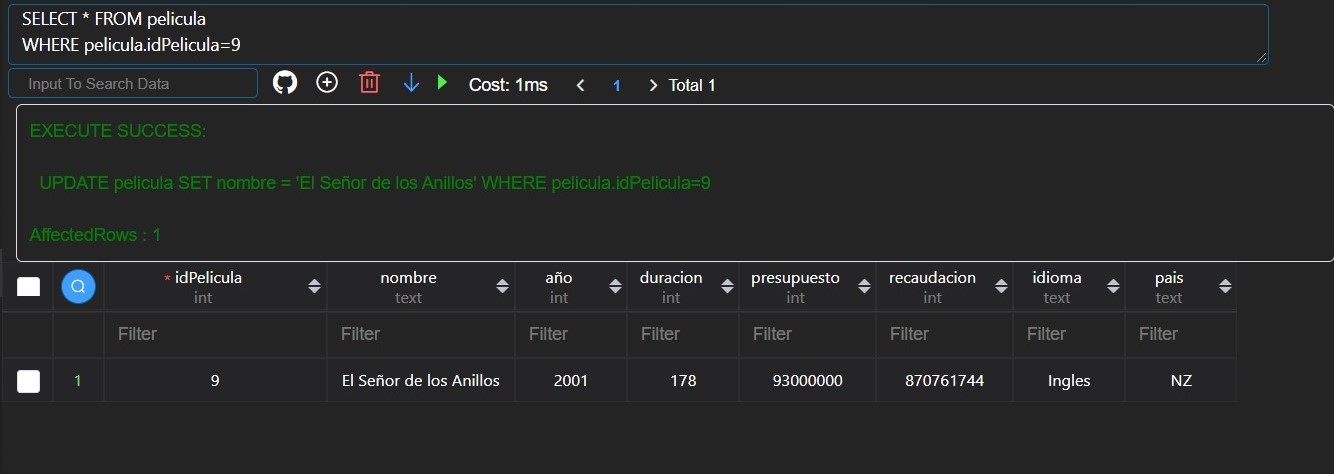 SELECT * FROM pelicula
WHERE pelicula.idPelicula=9
Input To Search Data Cost: 1ms 1 Total 1
EXECUTE SUCCESS:
UPDATE pelicula SET nombre = 'El Señor de los Anillos' WHERE pelicula.idPelicula=9
AffectedRows : 1
* idPelicula nombre año duracion presupuesto recaudacion idioma pais
int text int int int int text text
Filter Filter Filter Filter Filter Filter Filter Filter
1 9 El Señor de los Anillos 2001 178 93000000 870761744 Ingles NZ